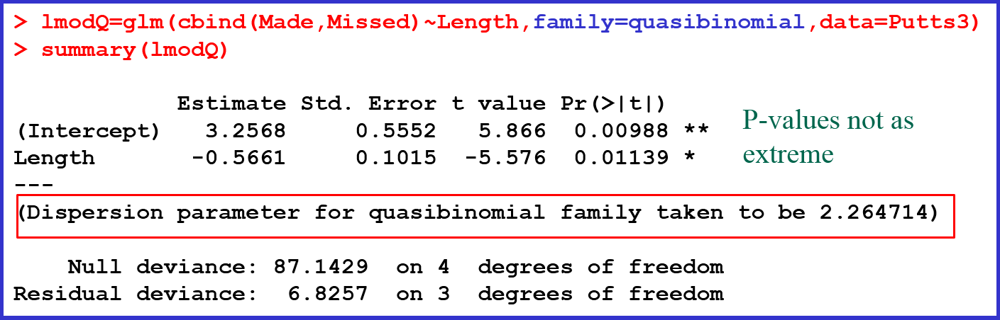 > lmodQ=glm(cbind(Made,Missed)~Length,family=quasibinomial,data=Putts3)
> summary(lmodQ)
Estimate Std. Error t value Pr(>|t|)
(Intercept) 3.2568 0.5552 5.866 0.00988 **
Length -0.5661 0.1015 -5.576 0.01139 *
P-values not as
extreme
---
(Dispersion parameter for quasibinomial family taken to be 2.264714)
Null deviance: 87.1429 on 4 degrees of freedom
Residual deviance: 6.8257 on 3 degrees of freedom